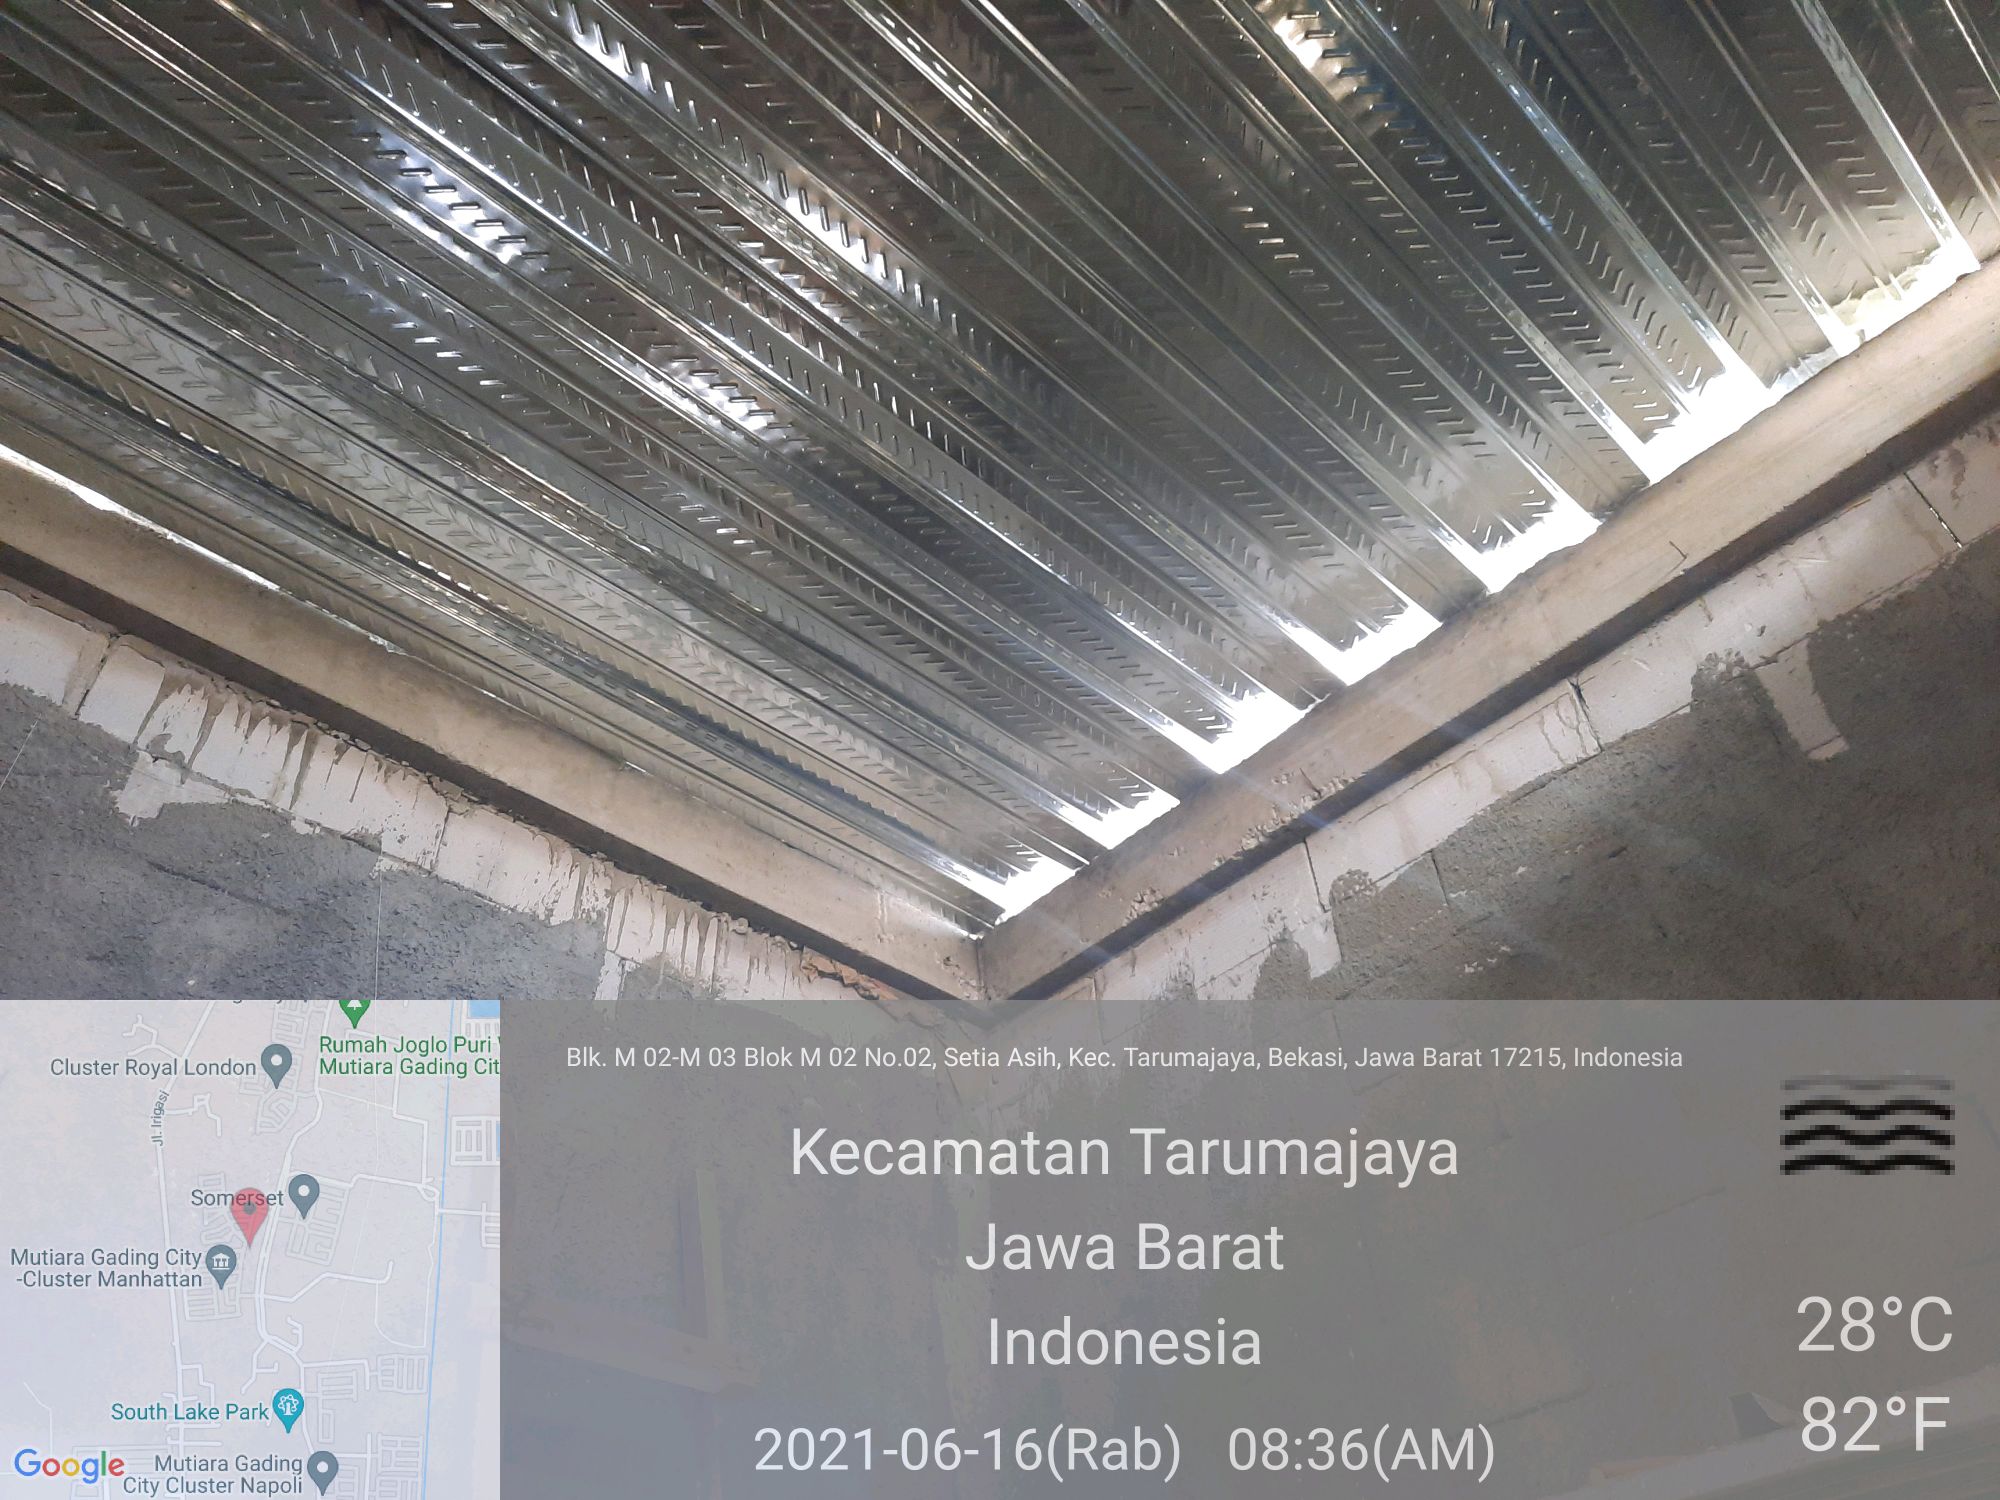 Blk. M 02-M 03 Blok M 02 No.02, Setia Asih, Kec. Tarumajaya, Bekasi, Jawa Barat 17215, Indonesia
Kecamatan Tarumajaya
Jawa Barat
Indonesia
2021-06-16(Rab) 08:36(AM)
28°C
82°F
Cluster Royal London
Rumah Joglo Puri
Mutiara Gading Cit
Jl. Irigasi
Somerset
Mutiara Gading City
-Cluster Manhattan
South Lake Park
Mutiara Gading
City Cluster Napoli
Google